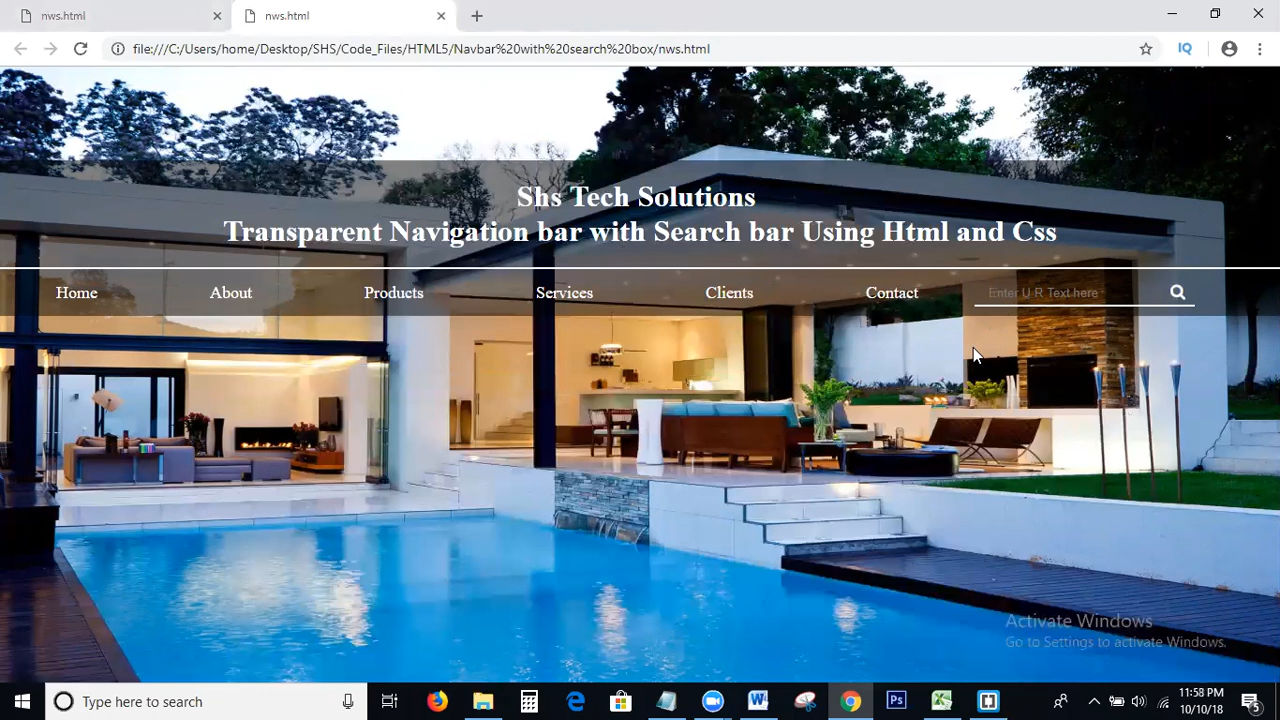 nws.html
nws.html
file:///C:/Users/home/Desktop/SHS/Code_Files/HTML5/Navbar%20with%20search%20box/nws.html
IQ
Shs Tech Solutions
Transparent Navigation bar with Search bar Using Html and Css
Home About Products Services Clients Contact Enter U R Text here
Activate Windows
Go to Settings to activate Windows.
Type here to search
Ps
11:58 PM
10/10/18
5